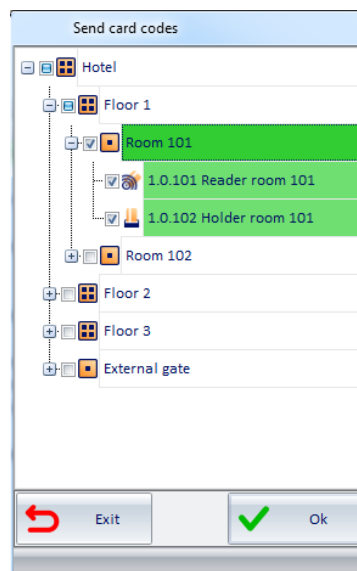 Send card codes
Hotel
Floor 1
Room 101
1.0.101 Reader room 101
1.0.102 Holder room 101
Room 102
Floor 2
Floor 3
External gate
Exit
Ok